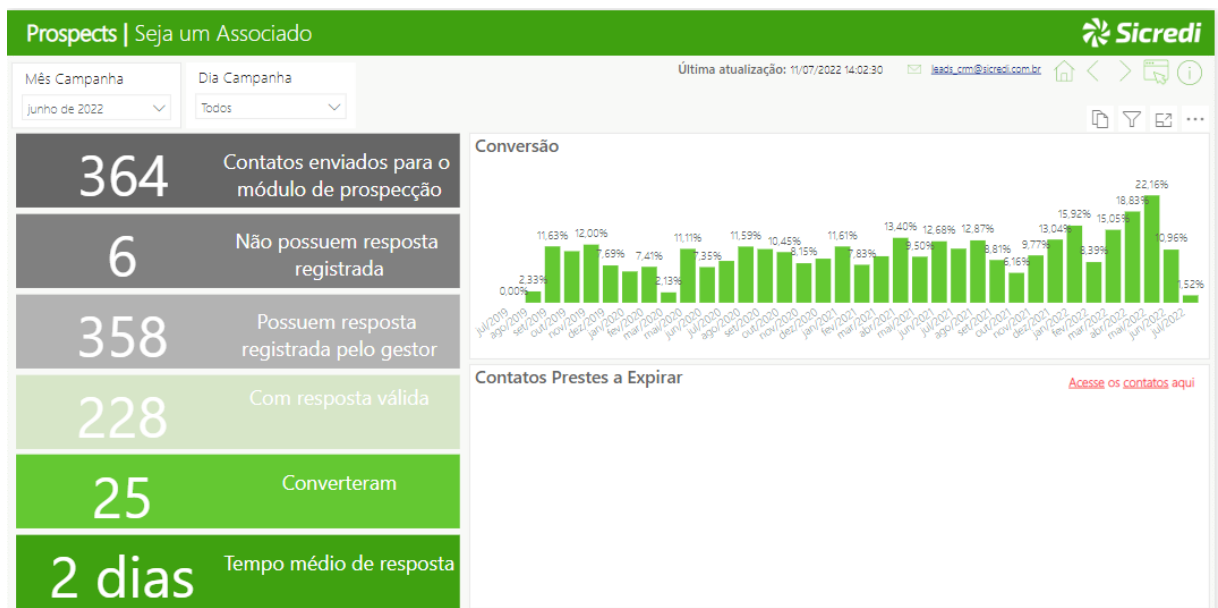 Prospects | Seja um Associado
Sicredi
Mês Campanha
junho de 2022
Dia Campanha
Todos
Última atualização: 11/07/2022 14:02:30
leads_crm@sicredi.com.br
364
Contatos enviados para o
módulo de prospecção
6
Não possuem resposta
registrada
358
Possuem resposta
registrada pelo gestor
228
Com resposta válida
25
Converteram
2 dias
Tempo médio de resposta
Conversão
0,00%
2,33%
11,63%
12,00%
7,69%
7,41%
2,13%
11,11%
7,35%
11,59%
10,45%
8,15%
11,61%
7,83%
13,40%
9,50%
12,68%
12,87%
8,81%
6,16%
9,77%
13,04%
15,92%
8,39%
15,05%
18,83%
22,16%
10,96%
1,52%
jul/2019
ago/2019
set/2019
out/2019
nov/2019
dez/2019
jan/2020
fev/2020
mar/2020
mai/2020
jun/2020
jul/2020
ago/2020
set/2020
out/2020
nov/2020
dez/2020
jan/2021
fev/2021
mar/2021
abr/2021
mai/2021
jun/2021
jul/2021
ago/2021
set/2021
out/2021
nov/2021
dez/2021
jan/2022
fev/2022
mar/2022
abr/2022
mai/2022
jun/2022
jul/2022
Contatos Prestes a Expirar
Acesse os contatos aqui